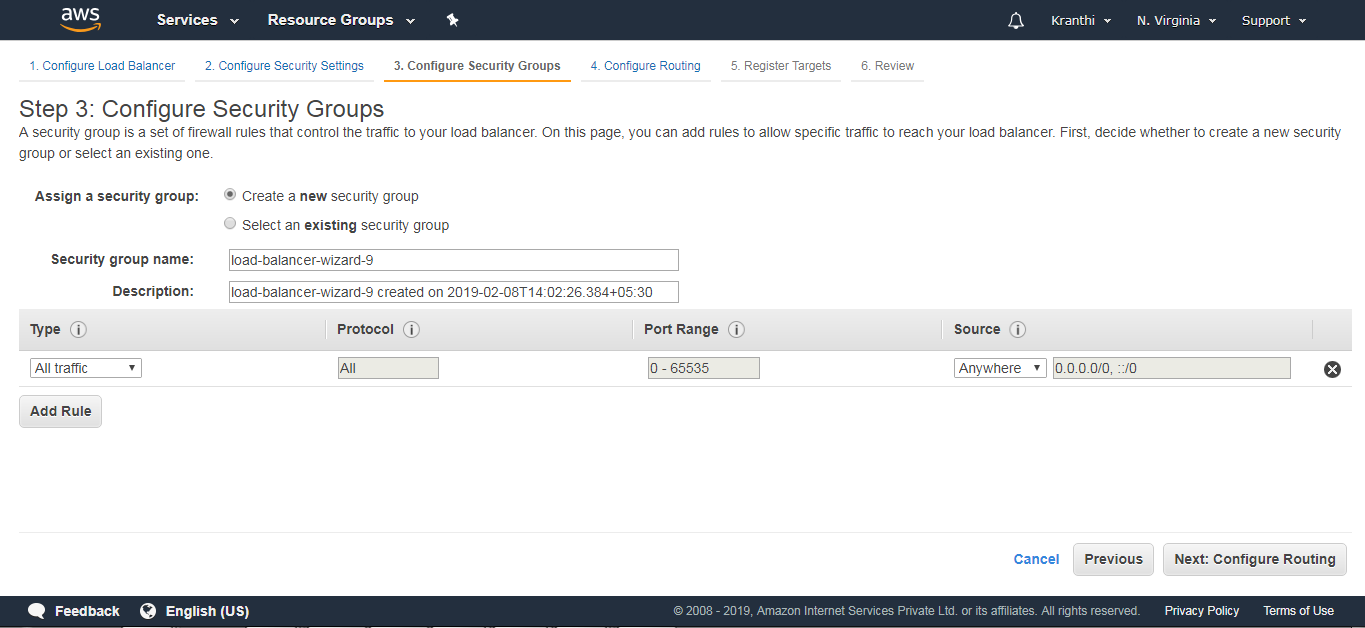 aws Services Resource Groups Kranthi N. Virginia Support
1. Configure Load Balancer 2. Configure Security Settings 3. Configure Security Groups 4. Configure Routing 5. Register Targets 6. Review
Step 3: Configure Security Groups
A security group is a set of firewall rules that control the traffic to your load balancer. On this page, you can add rules to allow specific traffic to reach your load balancer. First, decide whether to create a new security
group or select an existing one.
Assign a security group: Create a new security group
Select an existing security group
Security group name: load-balancer-wizard-9
Description: load-balancer-wizard-9 created on 2019-02-08T14:02:26.384+05:30
Type i Protocol i Port Range i Source i
All traffic All 0 - 65535 Anywhere 0.0.0.0/0, ::/0
Add Rule
Cancel Previous Next: Configure Routing
Feedback English (US) © 2008 - 2019, Amazon Internet Services Private Ltd. or its affiliates. All rights reserved. Privacy Policy Terms of Use